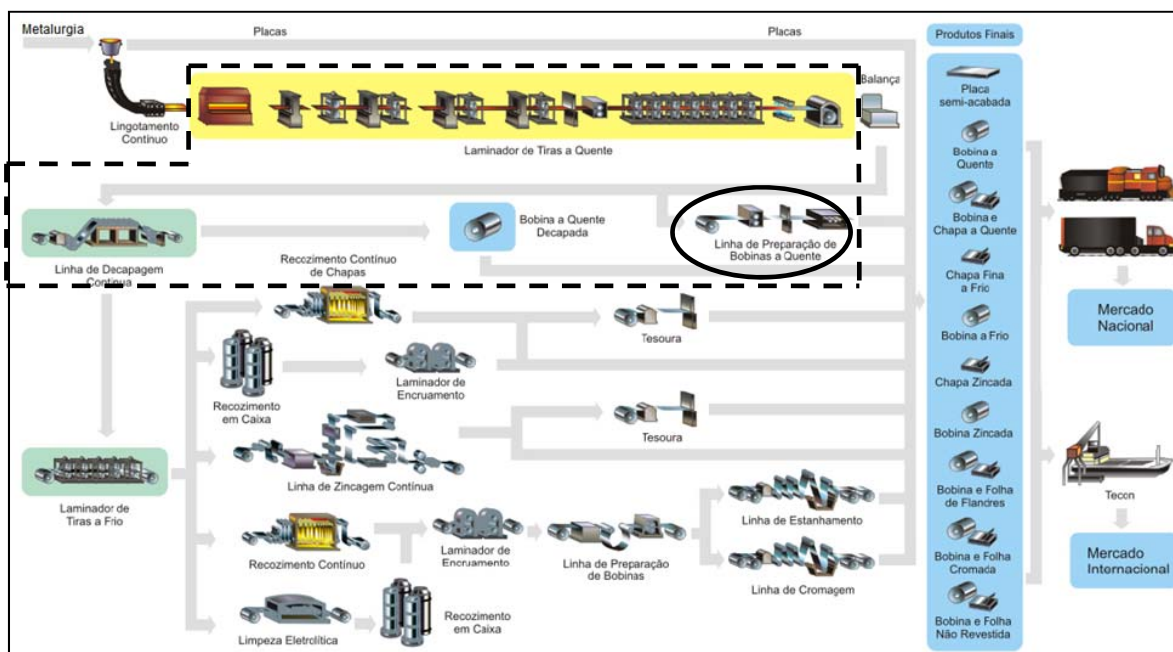 Metalurgia
Placas
Placas
Produtos Finais
Lingotamento
Contínuo
Laminador de Tiras a Quente
Balança
Placa
semi-acabada
Bobina a
Quente
Bobina e
Chapa a Quente
Chapa Fina
a Frio
Bobina a Frio
Chapa Zincada
Bobina Zincada
Bobina e Folha
de Flandres
Bobina e Folha
Cromada
Bobina e Folha
Não Revestida
Linha de Decapagem
Contínua
Bobina a Quente
Decapada
Linha de Preparação de
Bobinas a Quente
Recozimento Contínuo
de Chapas
Tesoura
Recozimento
em Caixa
Laminador de
Encruamento
Tesoura
Linha de Zincagem Contínua
Laminador de
Tiras a Frio
Recozimento Contínuo
Laminador de
Encruamento
Linha de Preparação
de Bobinas
Linha de Estanhamento
Linha de Cromagem
Limpeza Eletrolítica
Recozimento
em Caixa
Mercado
Nacional
Tecon
Mercado
Internacional